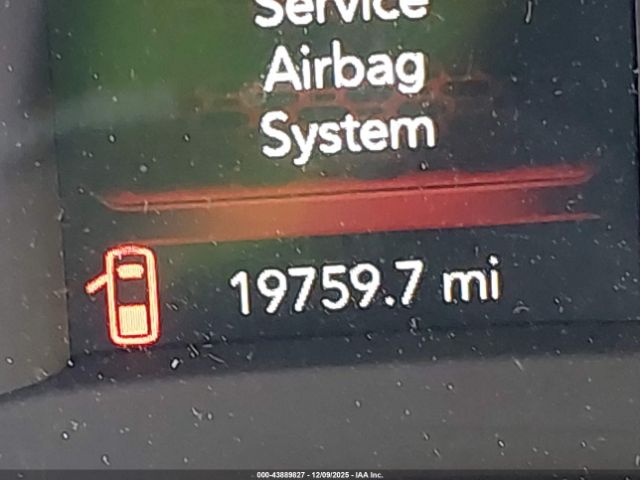 Service
Airbag
System
19759.7 mi
000-43889827 - 12/09/2025 - IAA Inc.